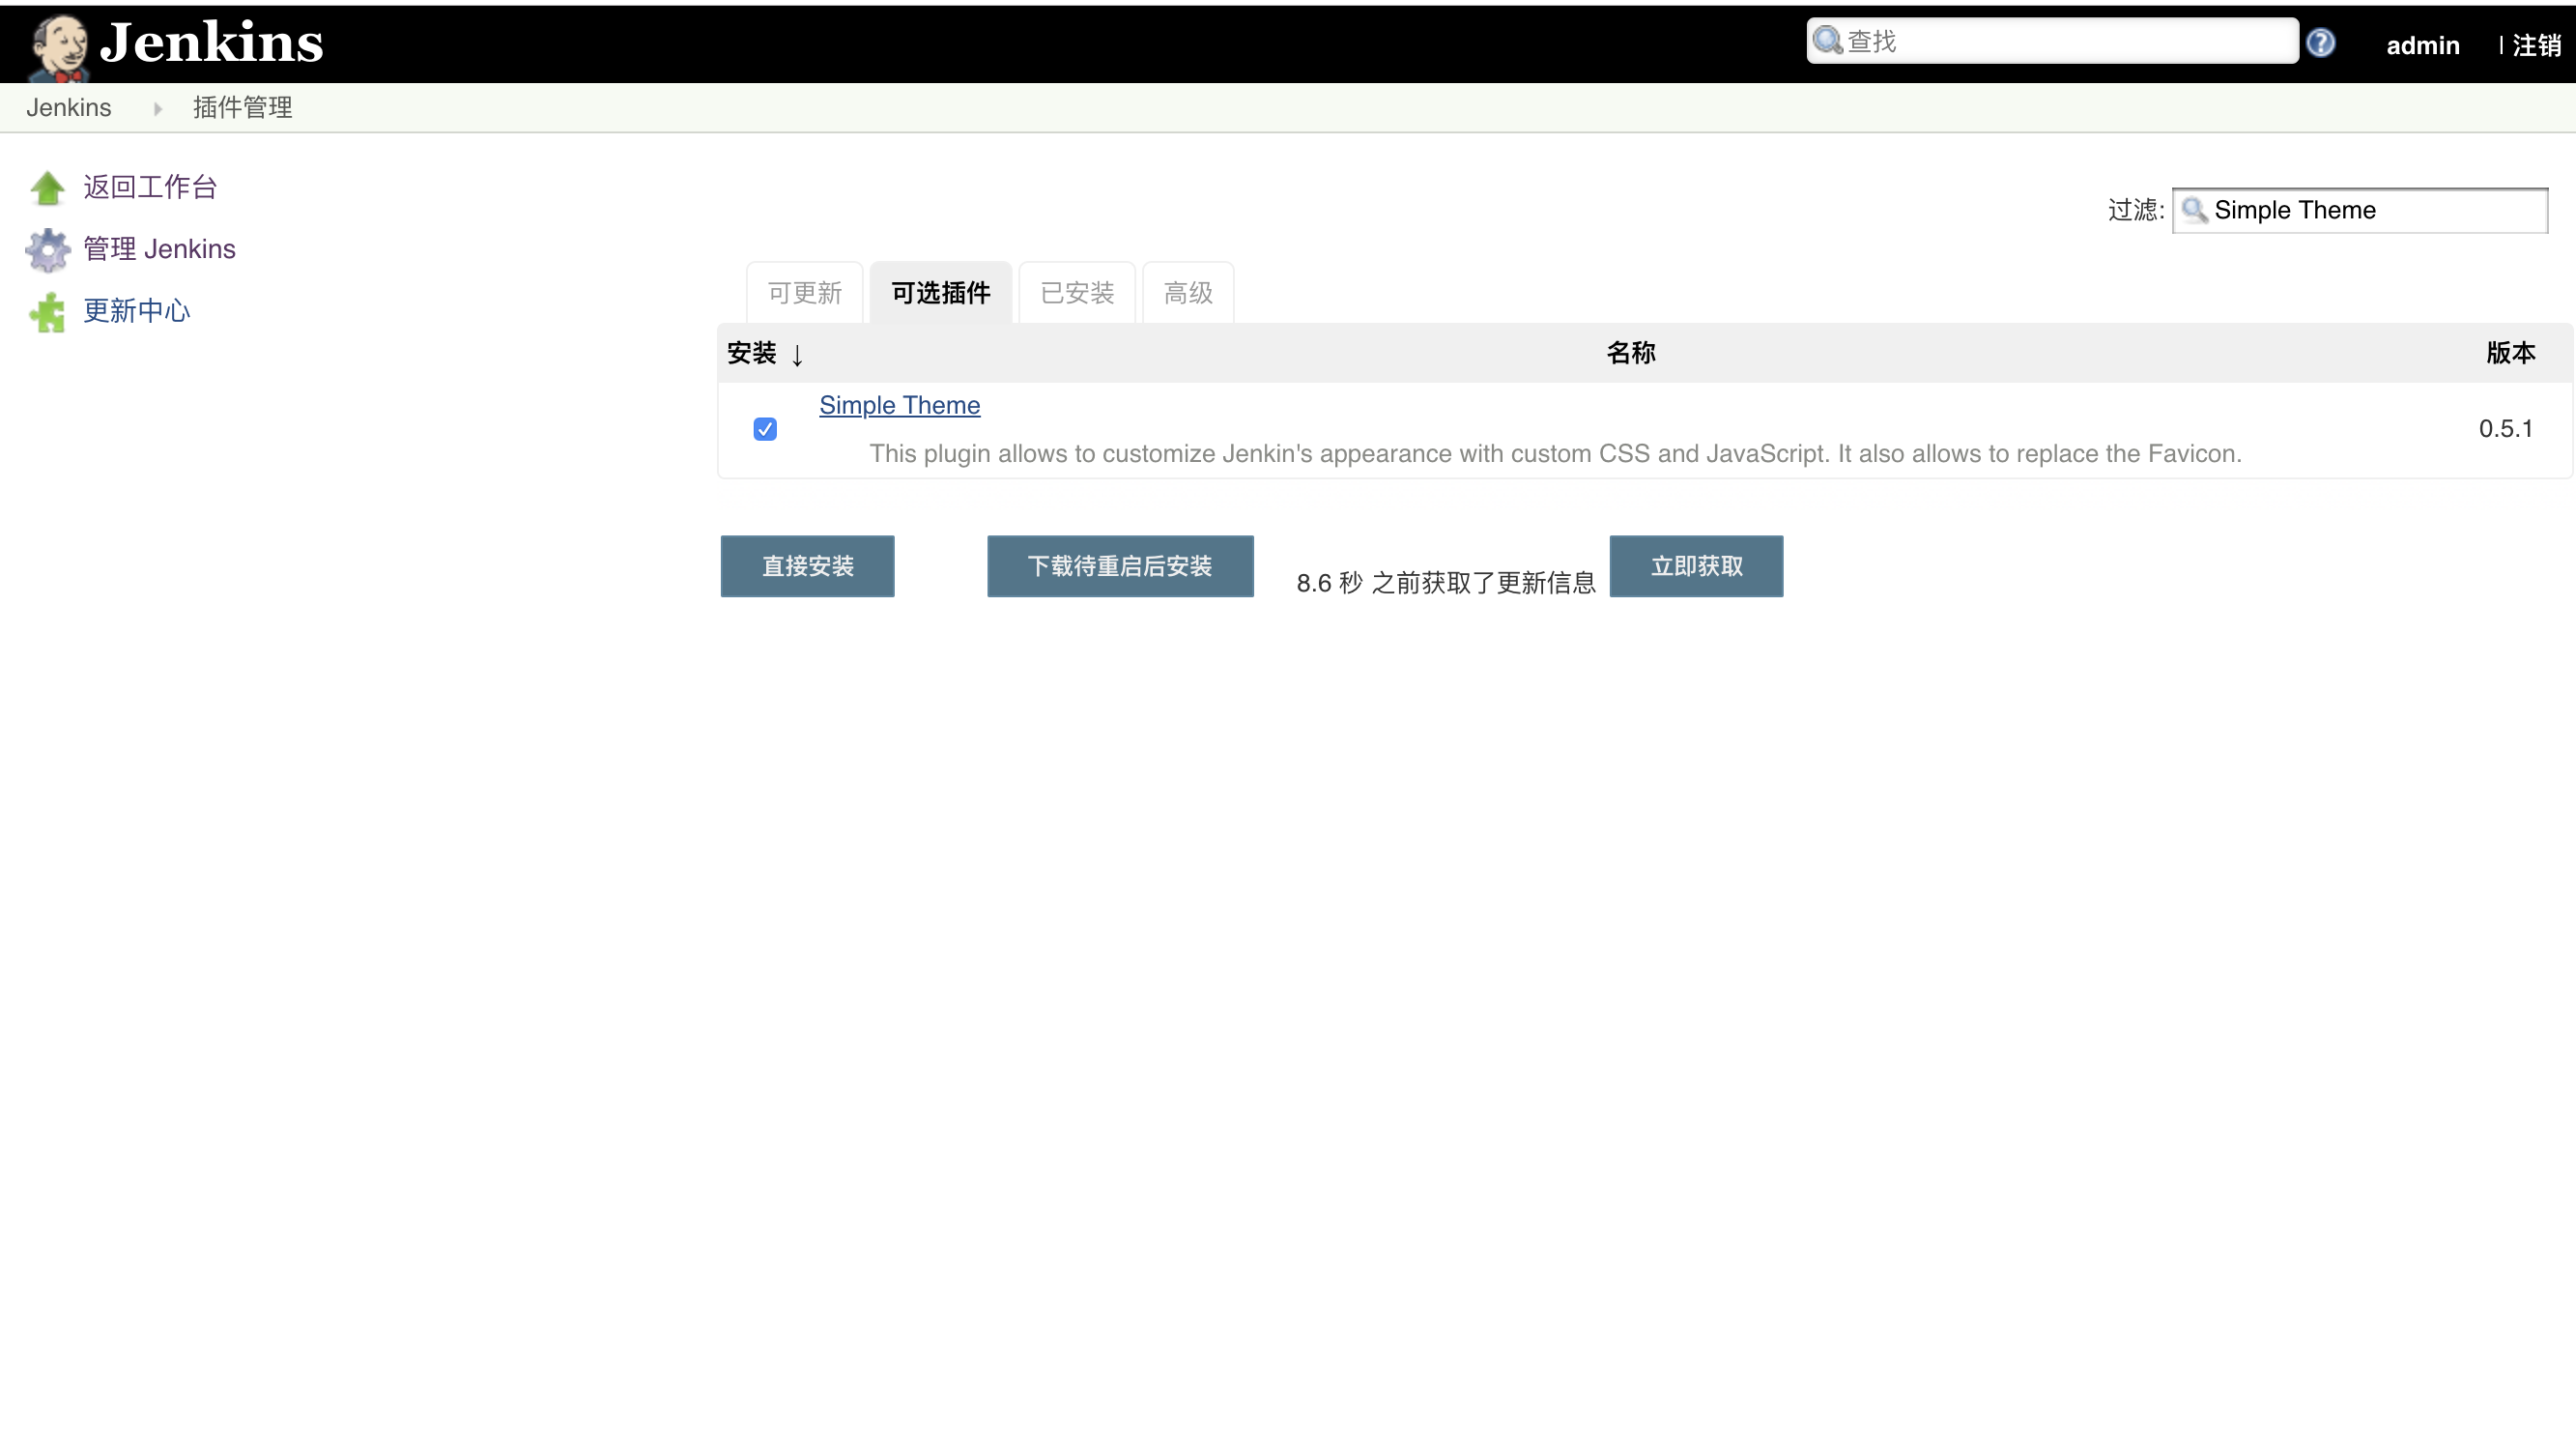 Jenkins
查找
admin
| 注销
Jenkins
插件管理
返回工作台
管理 Jenkins
更新中心
过滤:
Simple Theme
可更新
可选插件
已安装
高级
安装 ↓
名称
版本
Simple Theme
This plugin allows to customize Jenkin's appearance with custom CSS and JavaScript. It also allows to replace the Favicon.
0.5.1
直接安装
下载待重启后安装
8.6 秒 之前获取了更新信息
立即获取